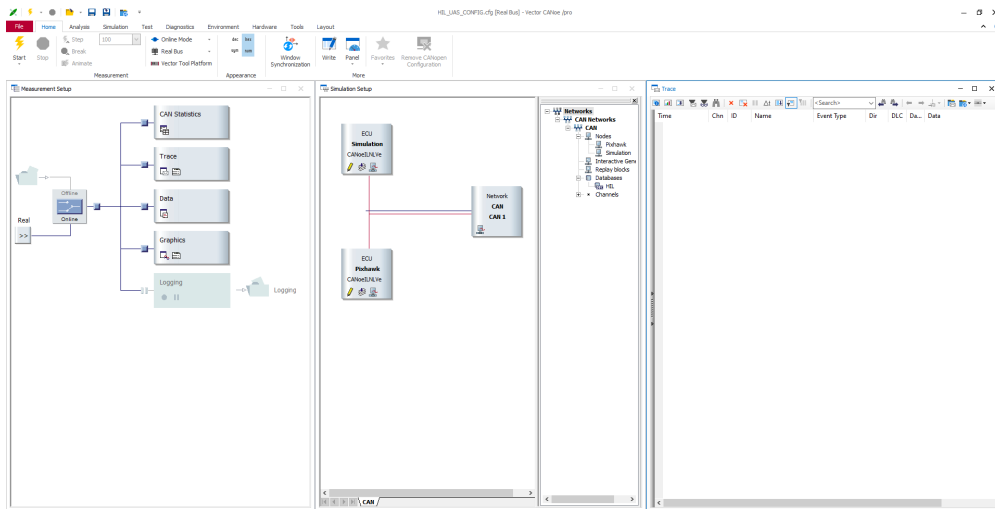 HIL_UAS_CONFIG.cfg [Real Bus] - Vector CANoe /pro
File Home Analysis Simulation Test Diagnostics Environment Hardware Tools Layout
Start
Stop
Step 100
Break
Animate
Measurement
Online Mode
Real Bus
Vector Tool Platform
dec hex
sym num
Appearance
Window Synchronization
Write
Panel
Favorites
Remove CANopen Configuration
More
Measurement Setup
Offline
Online
Real
>>
CAN Statistics
Trace
Data
Graphics
Logging
Logging
Simulation Setup
ECU
Simulation
CANoeILNLVe
Network
CAN
CAN 1
ECU
Pixhawk
CANoeILNLVe
CAN
Networks
CAN Networks
CAN
Nodes
Pixhawk
Simulation
Interactive Gene
Replay blocks
Databases
HIL
Channels
Trace
<Search>
Time Chn ID Name Event Type Dir DLC Da... Data